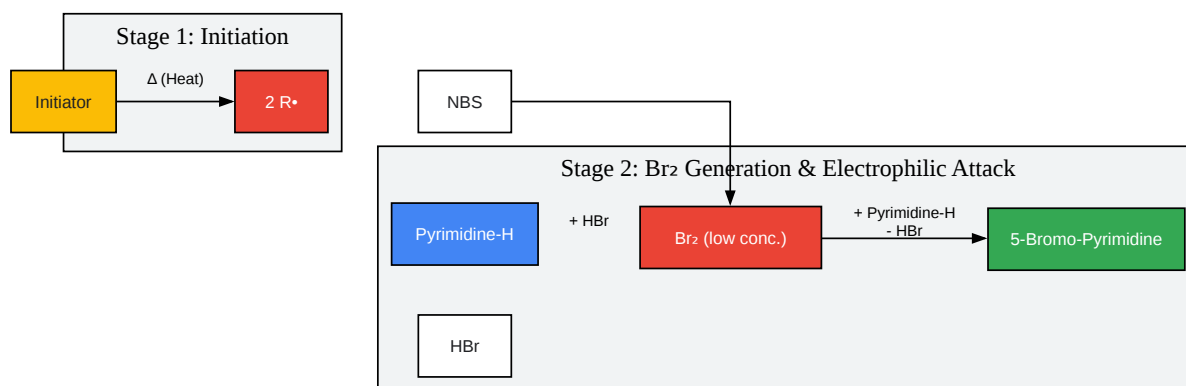 Stage 1: Initiation
Initiator
Δ (Heat)
2 R•
NBS
Stage 2: Br₂ Generation & Electrophilic Attack
Pyrimidine-H
+ HBr
Br₂ (low conc.)
+ Pyrimidine-H
- HBr
5-Bromo-Pyrimidine
HBr